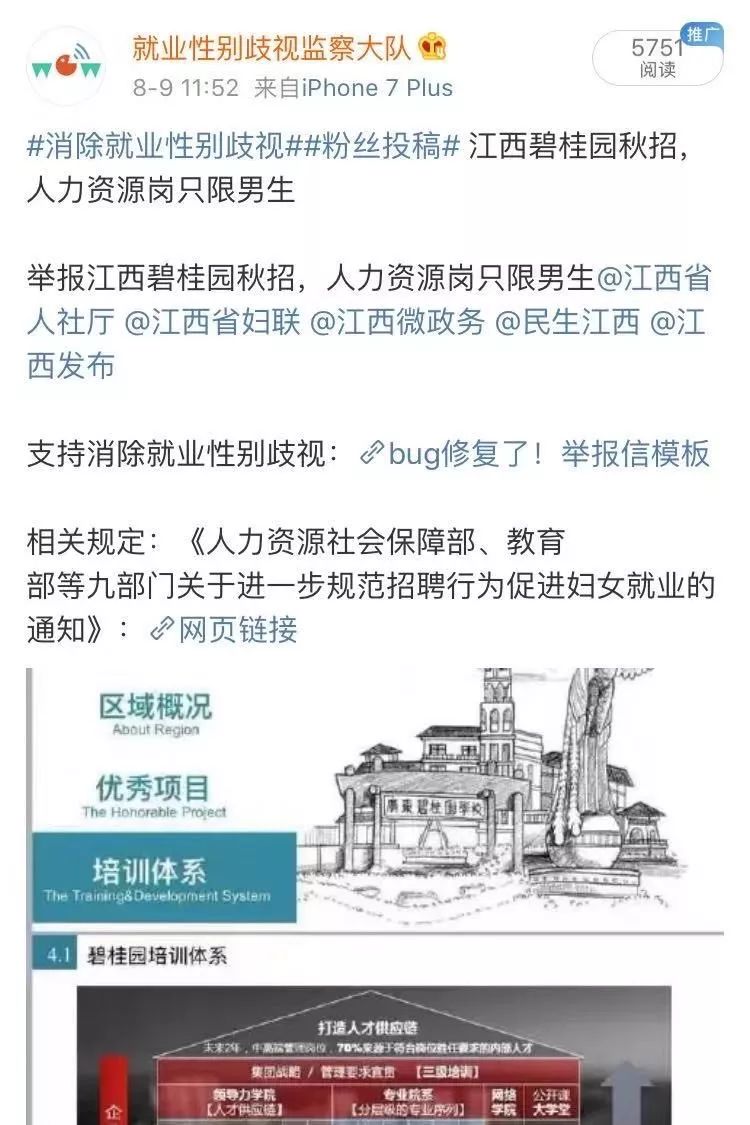 就业性别歧视监察大队
推广
5751
阅读
8-9 11:52 来自iPhone 7 Plus
WOW
#消除就业性别歧视##粉丝投稿# 江西碧桂园秋招，
人力资源岗只限男生
举报江西碧桂园秋招，人力资源岗只限男生@江西省
人社厅 @江西省妇联 @江西微政务 @民生江西 @江
西发布
支持消除就业性别歧视： bug修复了！举报信模板
相关规定：《人力资源社会保障部、教育
部等九部门关于进一步规范招聘行为促进妇女就业的
通知》： 网页链接
区域概况
About Region
优秀项目
The Honorable Project
培训体系
The Training&Development System
廣東碧桂園学校
4.1 碧桂园培训体系
打造人才供应链
未来2年，中高端管理岗位，70%来源于符合岗位胜任要求的内部人才
集团战略 / 管理要求宣贯 【三级培训】
领导力学院 专业院系 网络 公开课
【人才供应链】 【分层级的专业序列】 学院 大学堂
企